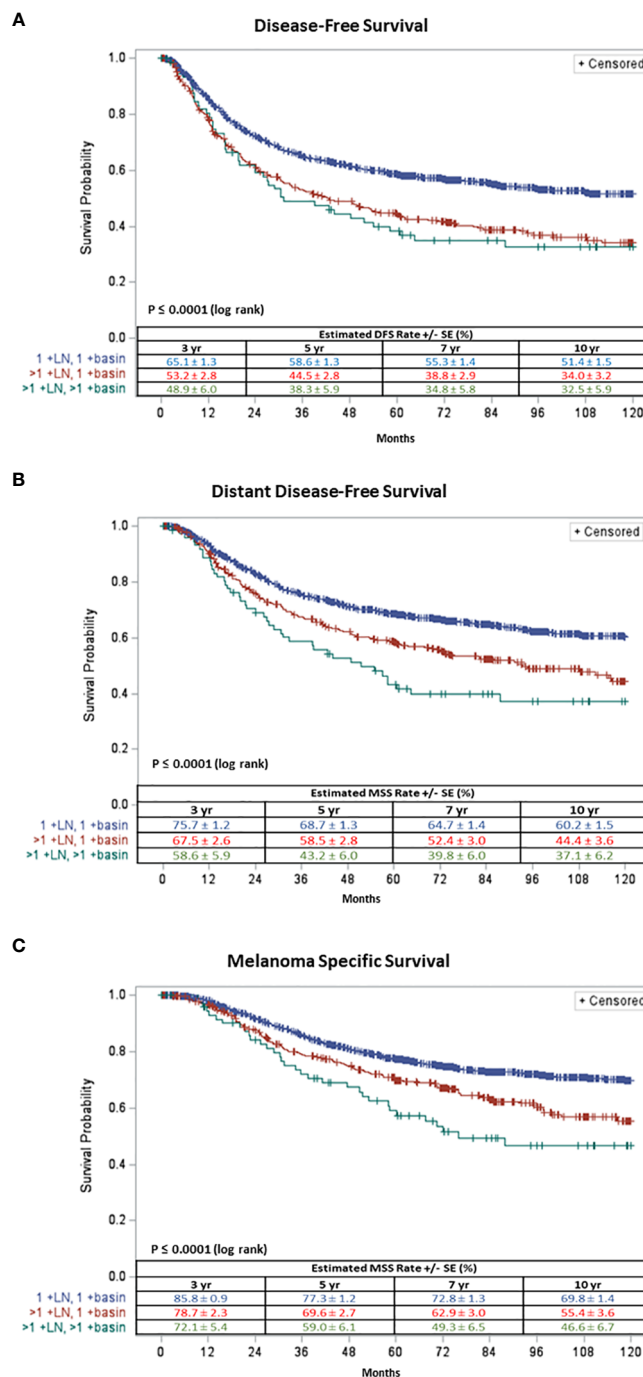 A
Disease-Free Survival
+ Censored
1.0
0.8
0.6
0.4
0.2
0.0
Survival Probability
P ≤ 0.0001 (log rank)
Estimated DFS Rate +/- SE (%)
3 yr 5 yr 7 yr 10 yr
1 +LN, 1 +basin 65.1 ± 1.3 58.6 ± 1.3 55.3 ± 1.4 51.4 ± 1.5
>1 +LN, 1 +basin 53.2 ± 2.8 44.5 ± 2.8 38.8 ± 2.9 34.0 ± 3.2
>1 +LN, >1 +basin 48.9 ± 6.0 38.3 ± 5.9 34.8 ± 5.8 32.5 ± 5.9
0 12 24 36 48 60 72 84 96 108 120
Months
B
Distant Disease-Free Survival
+ Censored
1.0
0.8
0.6
0.4
0.2
0.0
Survival Probability
P ≤ 0.0001 (log rank)
Estimated MSS Rate +/- SE (%)
3 yr 5 yr 7 yr 10 yr
1 +LN, 1 +basin 75.7 ± 1.2 68.7 ± 1.3 64.7 ± 1.4 60.2 ± 1.5
>1 +LN, 1 +basin 67.5 ± 2.6 58.5 ± 2.8 52.4 ± 3.0 44.4 ± 3.6
>1 +LN, >1 +basin 58.6 ± 5.9 43.2 ± 6.0 39.8 ± 6.0 37.1 ± 6.2
0 12 24 36 48 60 72 84 96 108 120
Months
C
Melanoma Specific Survival
+ Censored
1.0
0.8
0.6
0.4
0.2
0.0
Survival Probability
P ≤ 0.0001 (log rank)
Estimated MSS Rate +/- SE (%)
3 yr 5 yr 7 yr 10 yr
1 +LN, 1 +basin 85.8 ± 0.9 77.3 ± 1.2 72.8 ± 1.3 69.8 ± 1.4
>1 +LN, 1 +basin 78.7 ± 2.3 69.6 ± 2.7 62.9 ± 3.0 55.4 ± 3.6
>1 +LN, >1 +basin 72.1 ± 5.4 59.0 ± 6.1 49.3 ± 6.5 46.6 ± 6.7
0 12 24 36 48 60 72 84 96 108 120
Months